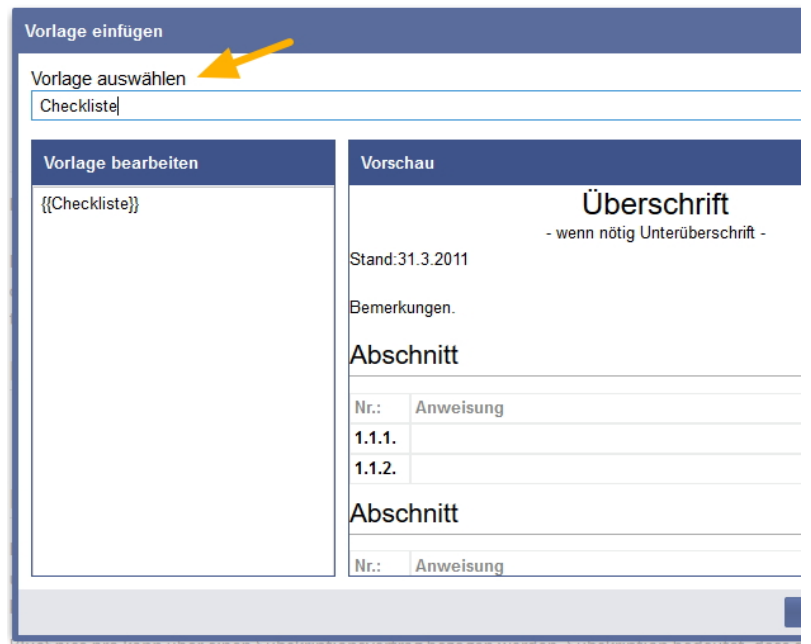 Vorlage einfügen
Vorlage auswählen
Checkliste
Vorlage bearbeiten
{{Checkliste}}
Vorschau
Überschrift
- wenn nötig Unterüberschrift -
Stand:31.3.2011
Bemerkungen.
Abschnitt
Nr.: Anweisung
1.1.1.
1.1.2.
Abschnitt
Nr.: Anweisung